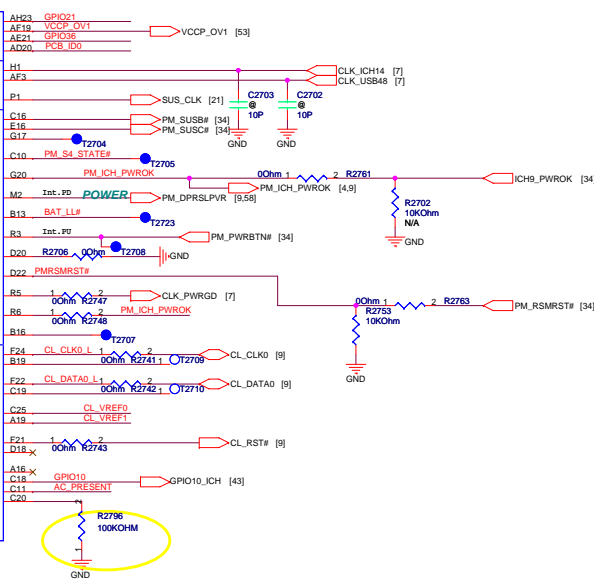 AH23 GPIO21
AF19 VCCP_OV1 VCCP_OV1 [53]
AE21 GPIO36
AD20 PCB_ID0
H1 CLK_ICH14 [7]
AF3 CLK_USB48 [7]
P1 SUS_CLK [21]
C2703
@
10P
GND
C2702
@
10P
GND
C16 PM_SUSB# [34]
E16 PM_SUSC# [34]
G17 T2704
C10 PM_S4_STATE# T2705
G20 PM_ICH_PWROK 0Ohm 1 2 R2761 ICH9_PWROK [34]
PM_ICH_PWROK [4,9]
M2 Int.PD POWER PM_DPRSLPVR [9,58]
R2702
10KOhm
N/A
GND
B13 BAT_LL# T2723
R3 Int.PU PM_PWRBTN# [34]
T2708
D20 R2706 0Ohm GND
D22 PMRSMRST#
0Ohm 1 2 R2763 PM_RSMRST# [34]
R2753
10KOhm
GND
R5 1 2 CLK_PWRGD [7]
0Ohm R2747
R6 1 2 PM_ICH_PWROK
0Ohm R2748
B16 T2707
F24 CL_CLK0_L 1 2 CL_CLK0 [9]
B19 0Ohm R2741 1 T2709
F22 CL_DATA0_L 1 2 CL_DATA0 [9]
C19 0Ohm R2742 1 T2710
C25 CL_VREF0
A19 CL_VREF1
F21 1 2 CL_RST# [9]
D18 0Ohm R2743
A16
C18 GPIO10 GPIO10_ICH [43]
C11 AC_PRESENT
C20
2
R2796
100KOHM
1
GND